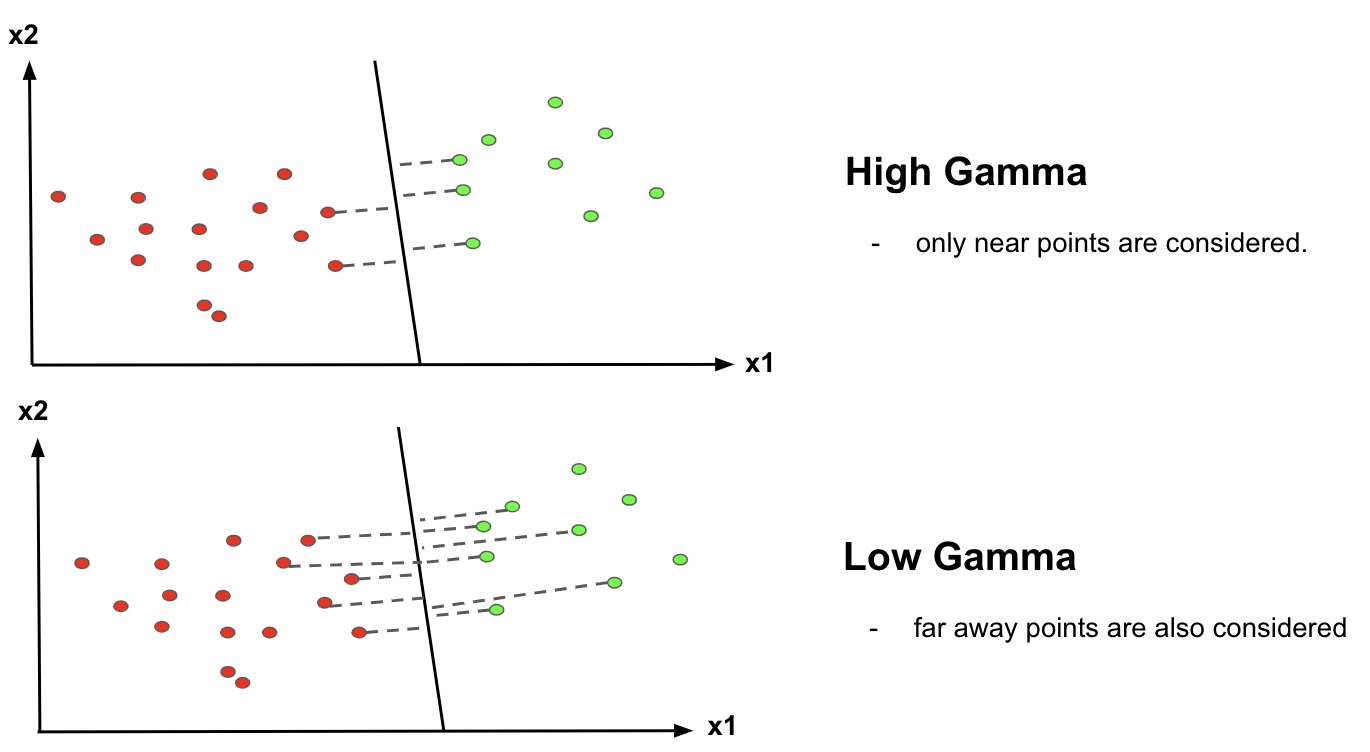 x2
High Gamma
- only near points are considered.
x1
x2
Low Gamma
- far away points are also considered
x1